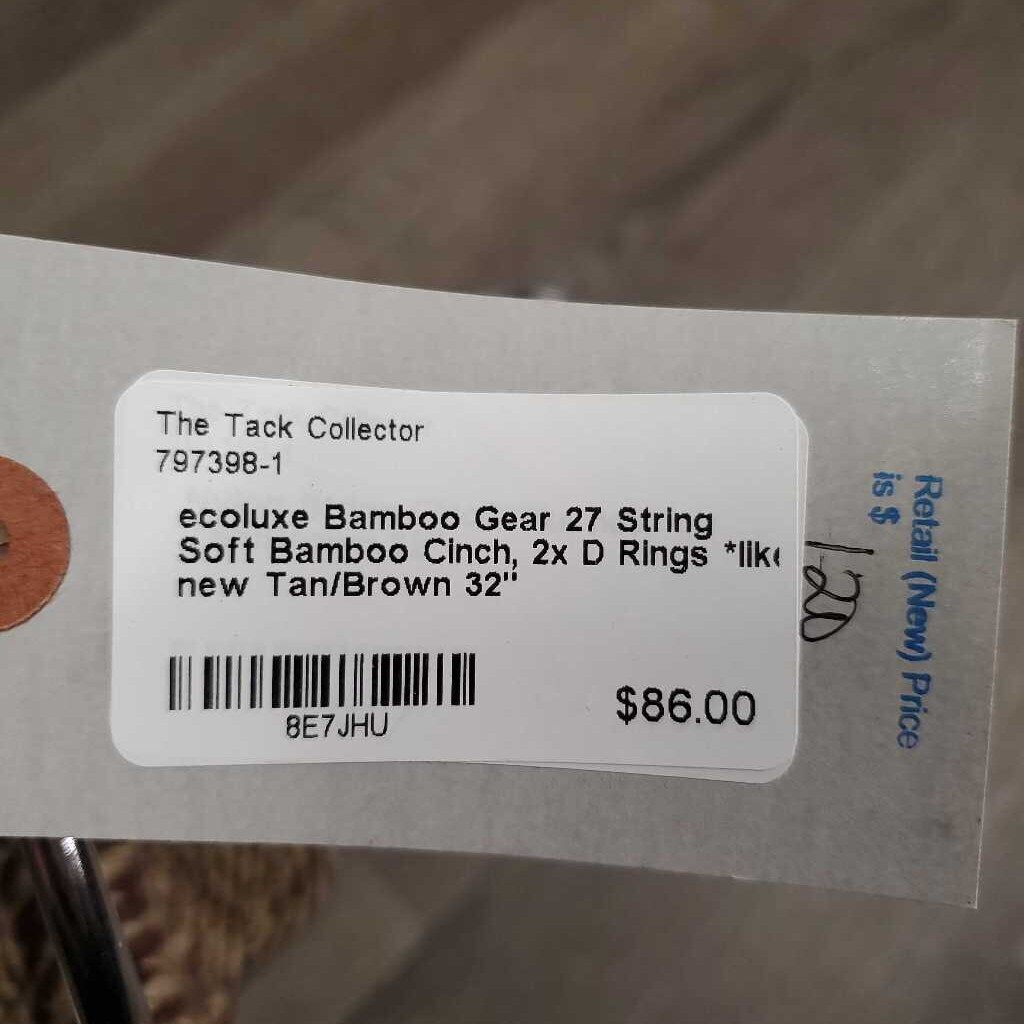 The Tack Collector
797398-1
ecoluxe Bamboo Gear 27 String
Soft Bamboo Cinch, 2x D Rings *like
new Tan/Brown 32"
8E7JHU
$86.00
Retail (New) Price
is $
120